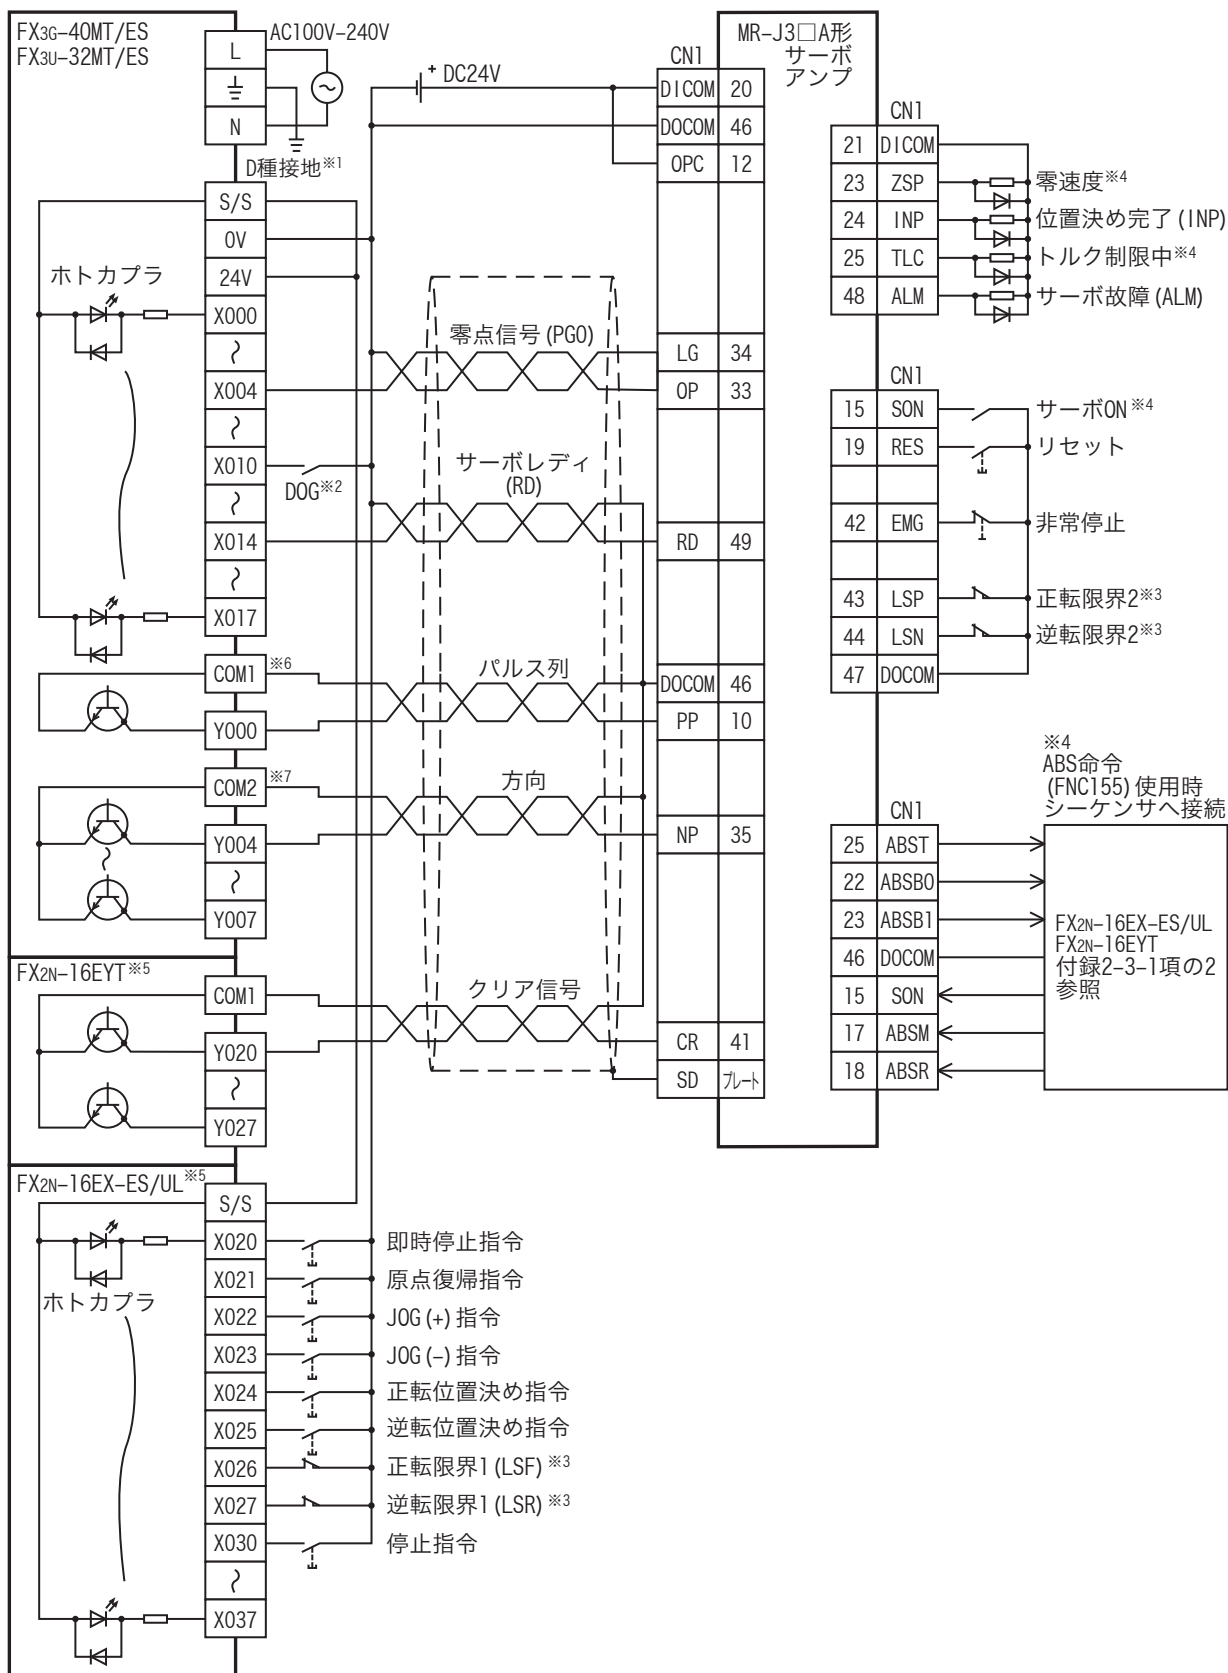 FX3G-40MT/ES
FX3U-32MT/ES
L
N
AC100V-240V
D種接地※1
S/S
0V
24V
ホトカプラ
X000
X004
X010
DOG※2
X014
X017
COM1
※6
Y000
COM2
※7
Y004
Y007
FX2N-16EYT※5
COM1
Y020
Y027
FX2N-16EX-ES/UL※5
S/S
X020
即時停止指令
X021
原点復帰指令
ホトカプラ
X022
JOG(+)指令
X023
JOG(-)指令
X024
正転位置決め指令
X025
逆転位置決め指令
X026
正転限界1(LSF)※3
X027
逆転限界1(LSR)※3
X030
停止指令
X037
+ DC24V
零点信号(PG0)
サーボレディ
(RD)
パルス列
方向
クリア信号
MR-J3□A形
サーボ
アンプ
CN1
DICOM 20
DOCOM 46
OPC 12
LG 34
OP 33
RD 49
DOCOM 46
PP 10
NP 35
CR 41
SD プレート
CN1
21 DICOM
23 ZSP 零速度※4
24 INP 位置決め完了(INP)
25 TLC トルク制限中※4
48 ALM サーボ故障(ALM)
CN1
15 SON サーボON※4
19 RES リセット
42 EMG 非常停止
43 LSP 正転限界2※3
44 LSN 逆転限界2※3
47 DOCOM
※4
ABS命令
(FNC155)使用時
シーケンサへ接続
CN1
25 ABST
22 ABSB0
23 ABSB1
46 DOCOM
15 SON
17 ABSM
18 ABSR
FX2N-16EX-ES/UL
FX2N-16EYT
付録2-3-1項の2
参照